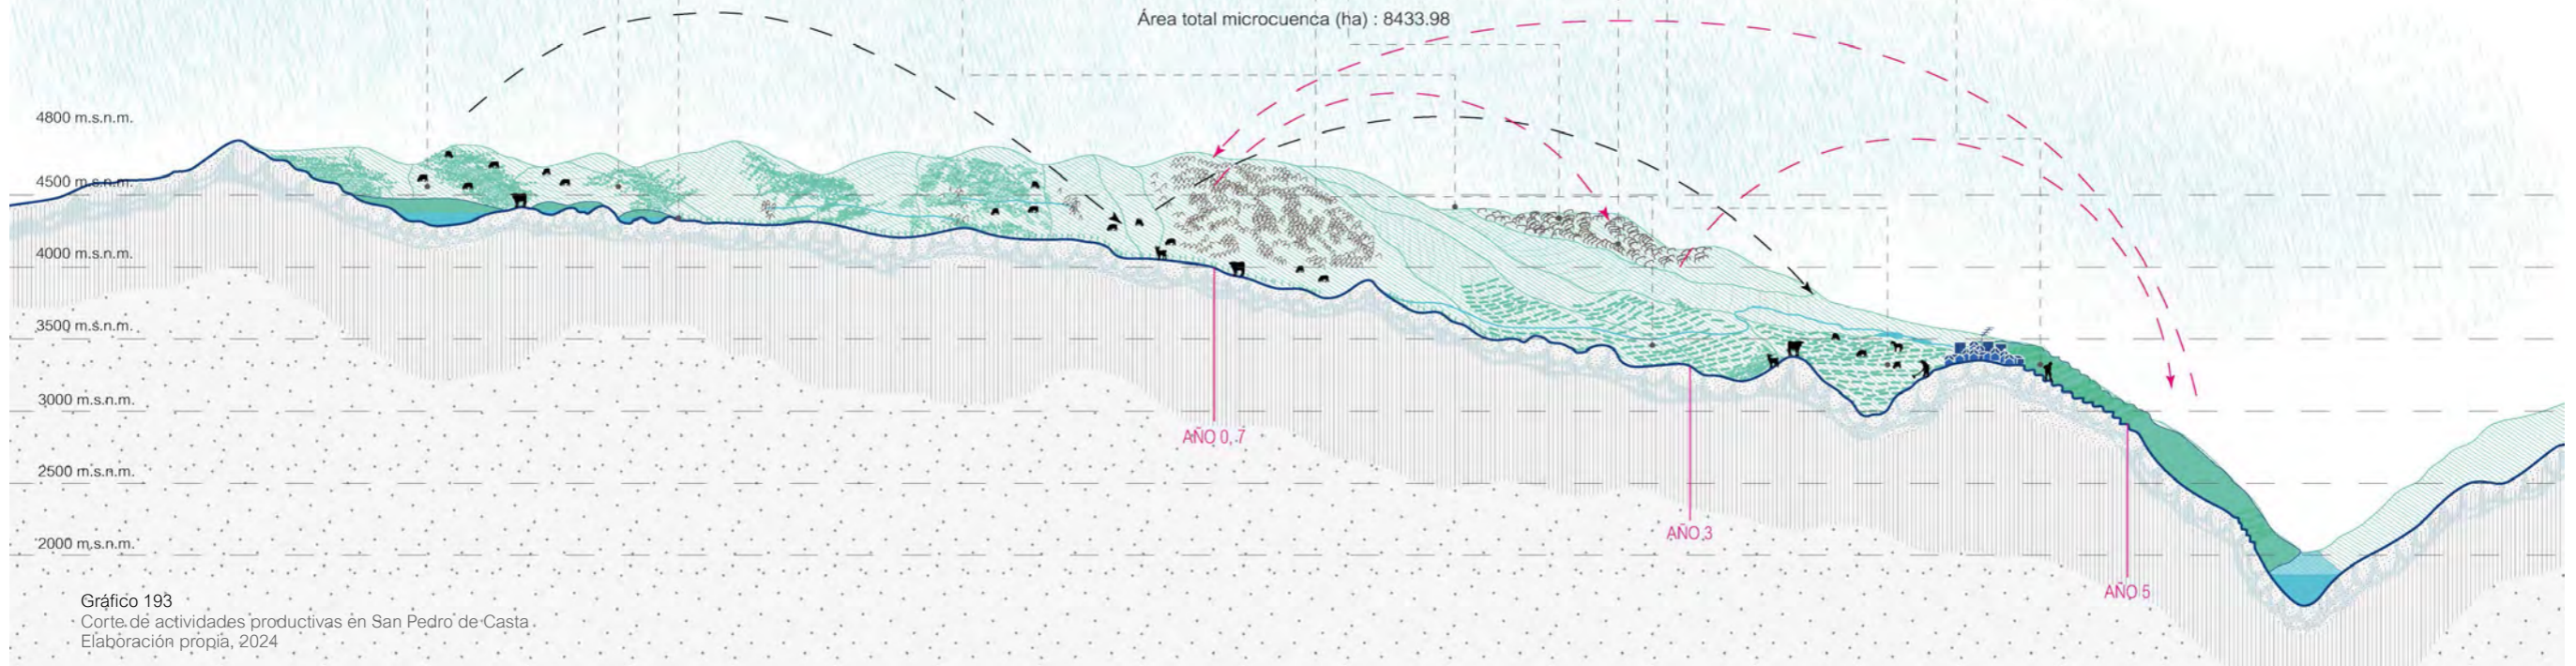 Área total microcuenca (ha) : 8433.98
4800 m.s.n.m.
4500 m.s.n.m.
4000 m.s.n.m.
3500 m.s.n.m.
3000 m.s.n.m.
2500 m.s.n.m.
2000 m.s.n.m.
AÑO 0, 7
AÑO 3
AÑO 5
Gráfico 193
Corte de actividades productivas en San Pedro de Casta
Elaboración propia, 2024